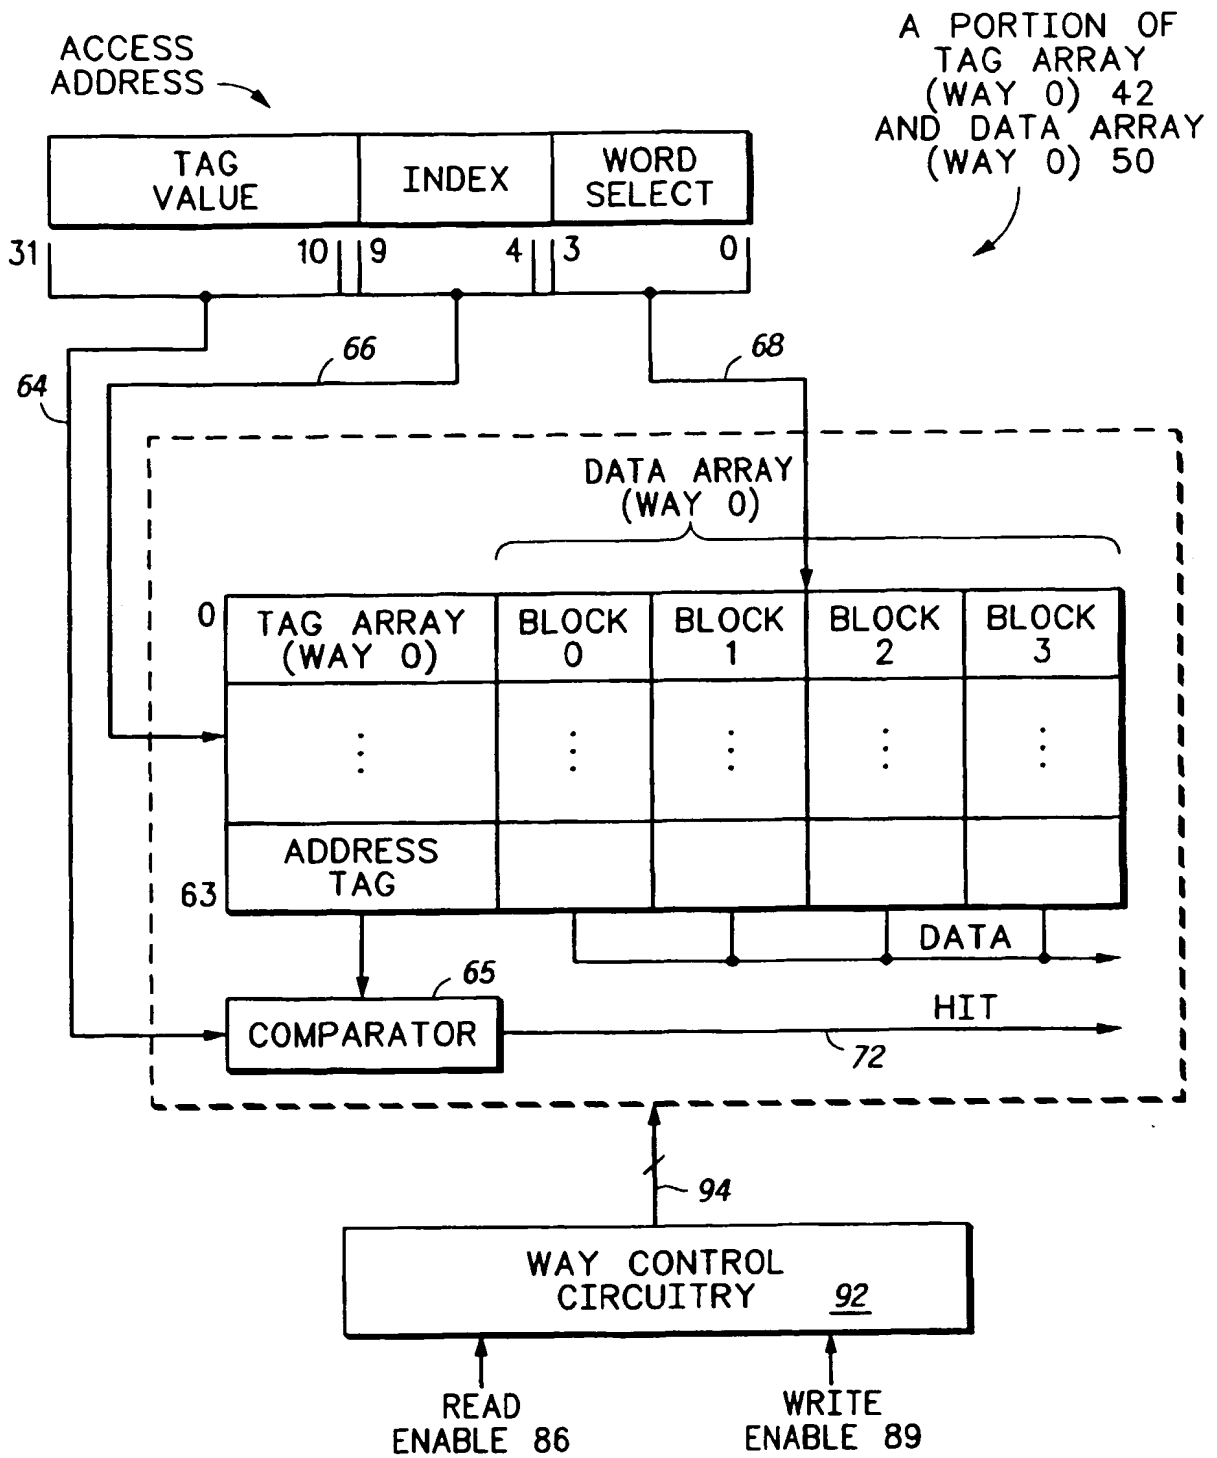 ACCESS
ADDRESS
A PORTION OF
TAG ARRAY
(WAY 0) 42
AND DATA ARRAY
(WAY 0) 50
TAG
VALUE
INDEX
WORD
SELECT
31 10 9 4 3 0
64
66
68
DATA ARRAY
(WAY 0)
0
TAG ARRAY
(WAY 0)
BLOCK
0
BLOCK
1
BLOCK
2
BLOCK
3
63
ADDRESS
TAG
DATA
65
COMPARATOR
HIT
72
94
WAY CONTROL
CIRCUITRY 92
READ
ENABLE 86
WRITE
ENABLE 89